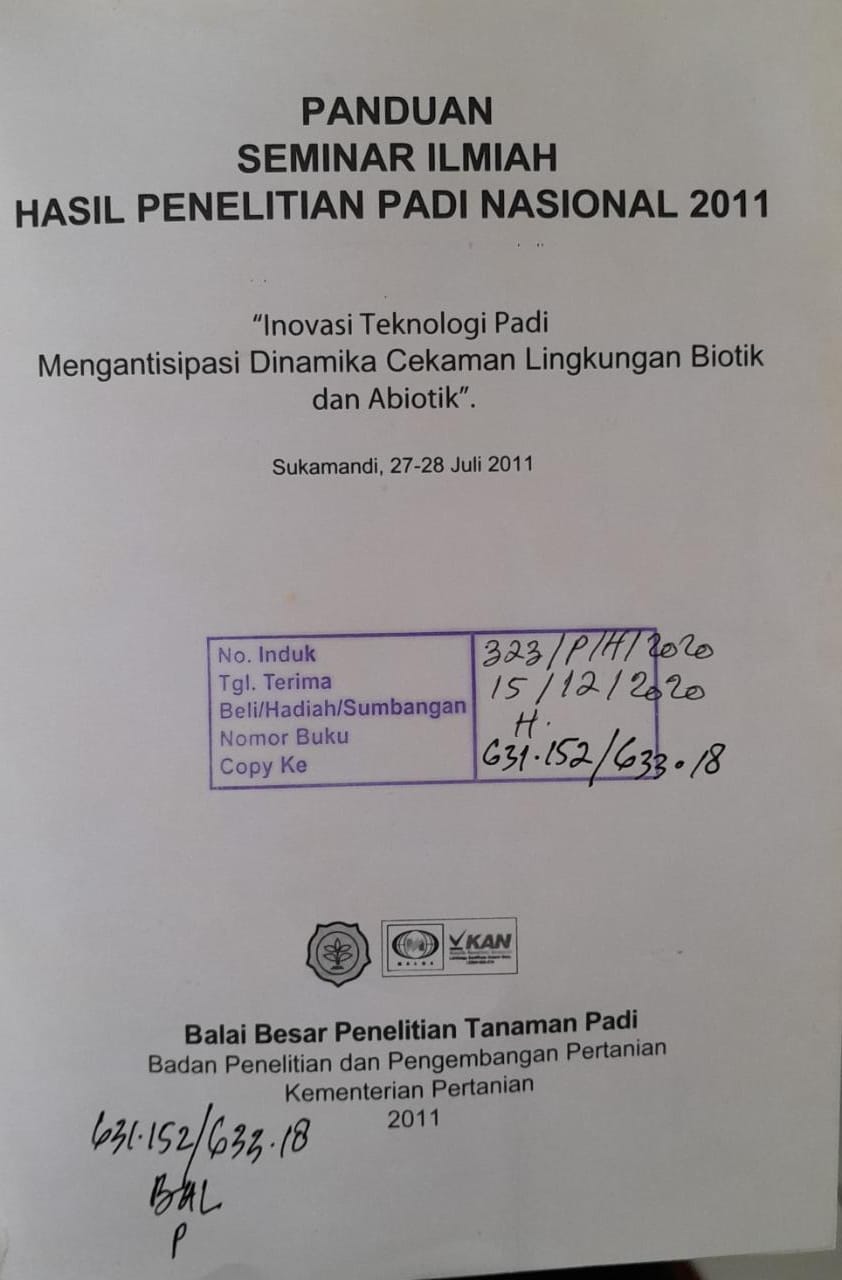 PANDUAN
SEMINAR ILMIAH
HASIL PENELITIAN PADI NASIONAL 2011
“Inovasi Teknologi Padi
Mengantisipasi Dinamika Cekaman Lingkungan Biotik
dan Abiotik”.
Sukamandi, 27-28 Juli 2011
No. Induk 323/P/H/2020
Tgl. Terima 15/12/2020
Beli/Hadiah/Sumbangan H.
Nomor Buku 631.152/633.18
Copy Ke
KAN
Balai Besar Penelitian Tanaman Padi
Badan Penelitian dan Pengembangan Pertanian
Kementerian Pertanian
2011
631.152/633.18
BAL
P